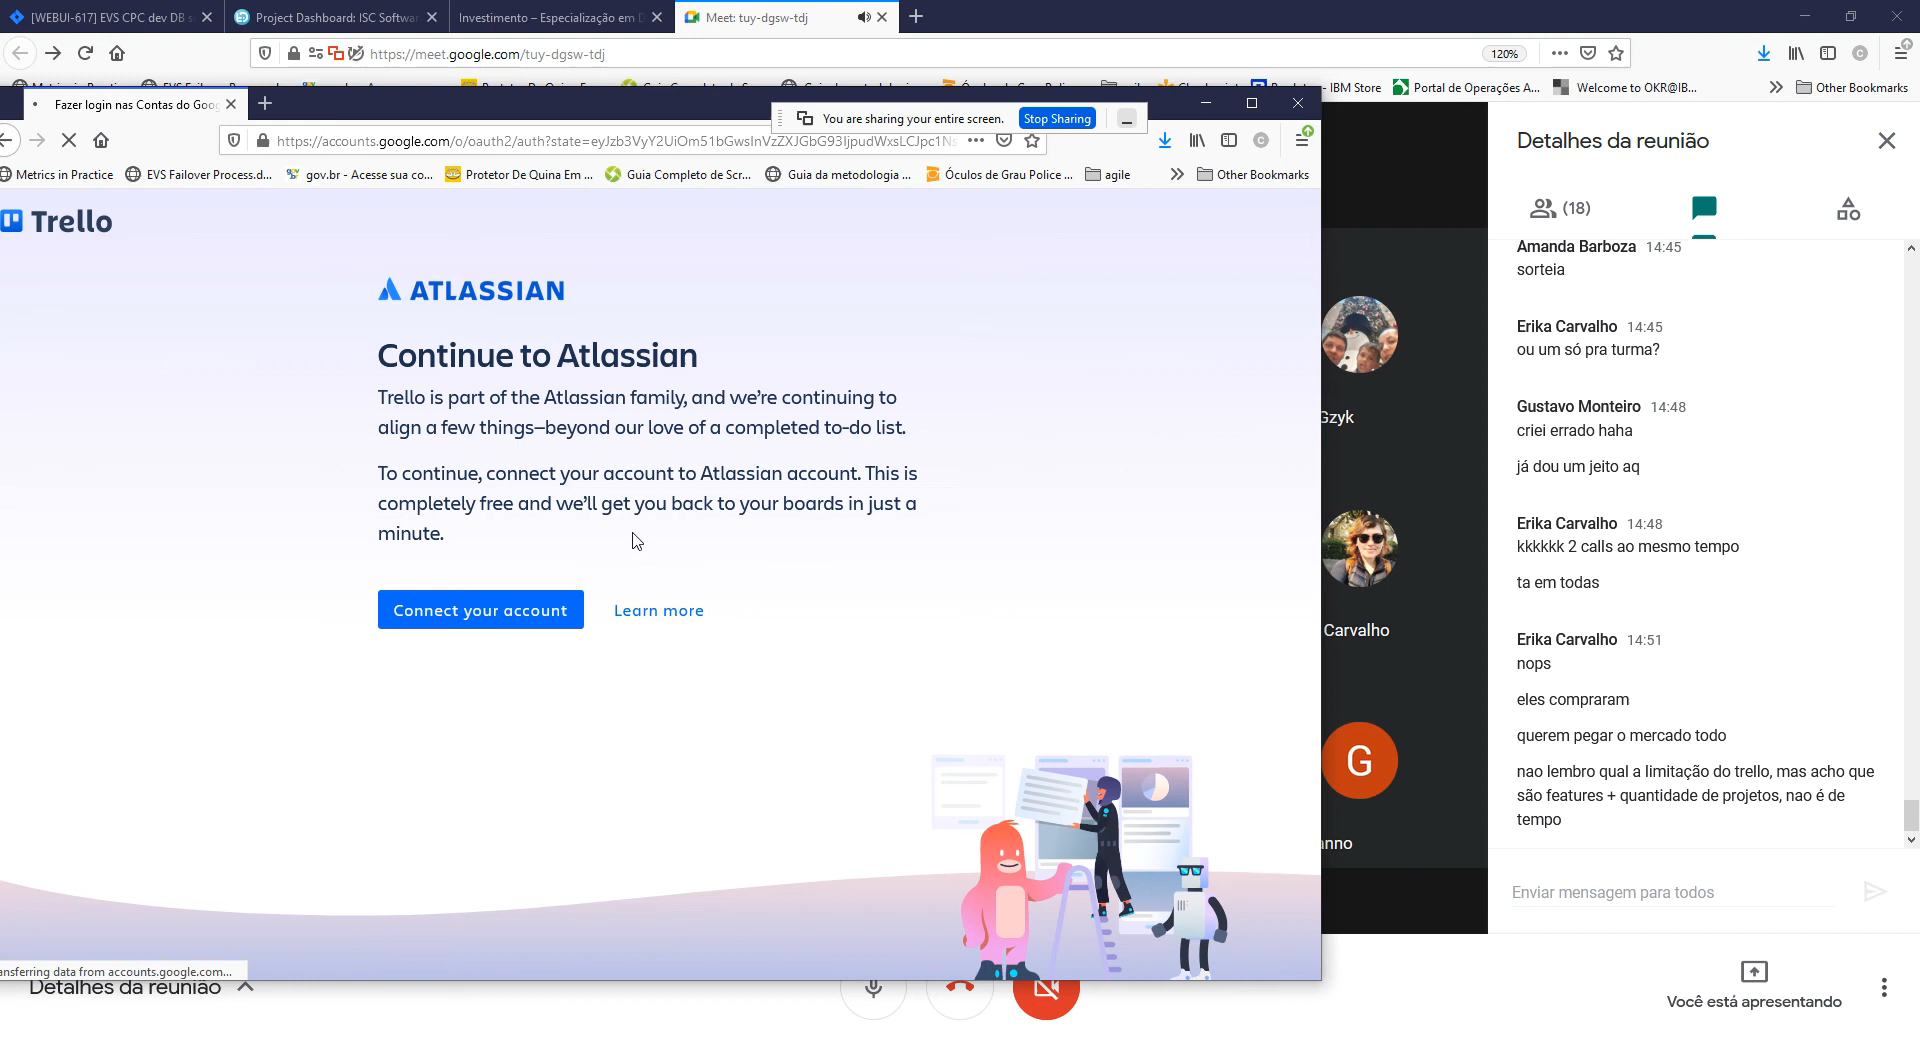 [WEBUI-617] EVS CPC dev DB s
Project Dashboard: ISC Softwar
Investimento – Especialização em D
Meet: tuy-dgsw-tdj
https://meet.google.com/tuy-dgsw-tdj
120%
- IBM Store
Portal de Operações A...
Welcome to OKR@IB...
Other Bookmarks
Fazer login nas Contas do Goog
You are sharing your entire screen.
Stop Sharing
https://accounts.google.com/o/oauth2/auth?state=
Metrics in Practice
EVS Failover Process.d...
gov.br - Acesse sua co...
Protetor De Quina Em ...
Guia Completo de Scr...
Guia da metodologia ...
Óculos de Grau Police ...
agile
Other Bookmarks
Trello
ATLASSIAN
Continue to Atlassian
Trello is part of the Atlassian family, and we’re continuing to
align a few things—beyond our love of a completed to-do list.
To continue, connect your account to Atlassian account. This is
completely free and we’ll get you back to your boards in just a
minute.
Connect your account
Learn more
ansferring data from accounts.google.com...
Detalhes da reunião
Gzyk
Carvalho
G
anno
Detalhes da reunião
(18)
Amanda Barboza 14:45
sorteia
Erika Carvalho 14:45
ou um só pra turma?
Gustavo Monteiro 14:48
criei errado haha
já dou um jeito aq
Erika Carvalho 14:48
kkkkkk 2 calls ao mesmo tempo
ta em todas
Erika Carvalho 14:51
nops
eles compraram
querem pegar o mercado todo
nao lembro qual a limitação do trello, mas acho que
são features + quantidade de projetos, nao é de
tempo
Enviar mensagem para todos
Você está apresentando